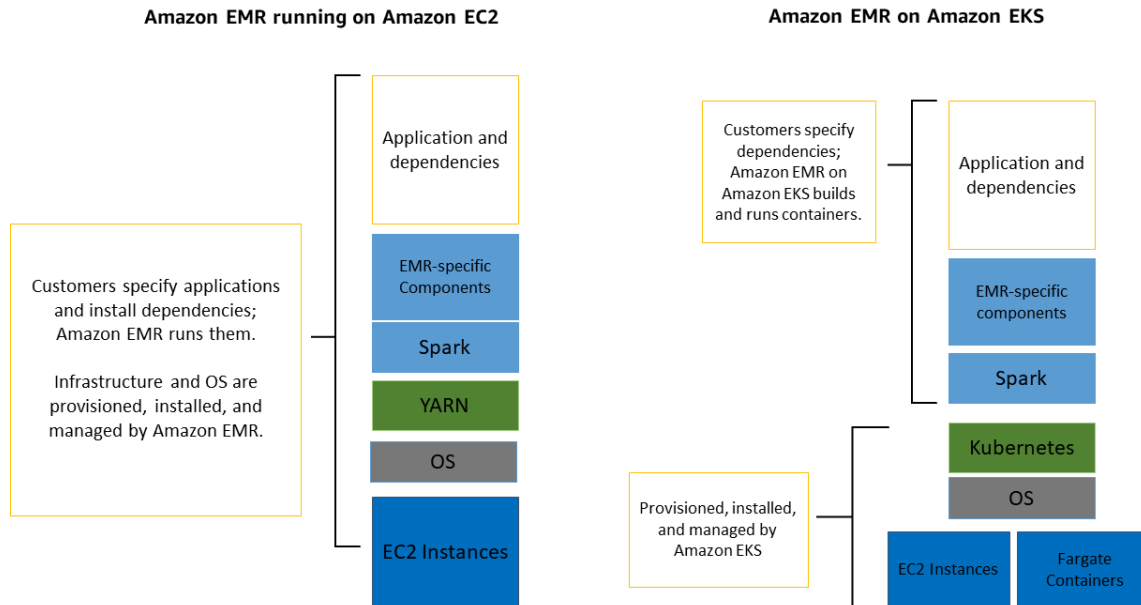 Amazon EMR running on Amazon EC2
Application and
dependencies
EMR-specific
Components
Spark
YARN
OS
EC2 Instances
Customers specify applications
and install dependencies;
Amazon EMR runs them.
Infrastructure and OS are
provisioned, installed, and
managed by Amazon EMR.
Amazon EMR on Amazon EKS
Customers specify
dependencies;
Amazon EMR on
Amazon EKS builds
and runs containers.
Application and
dependencies
EMR-specific
components
Spark
Kubernetes
OS
Provisioned, installed,
and managed by
Amazon EKS
EC2 Instances
Fargate
Containers